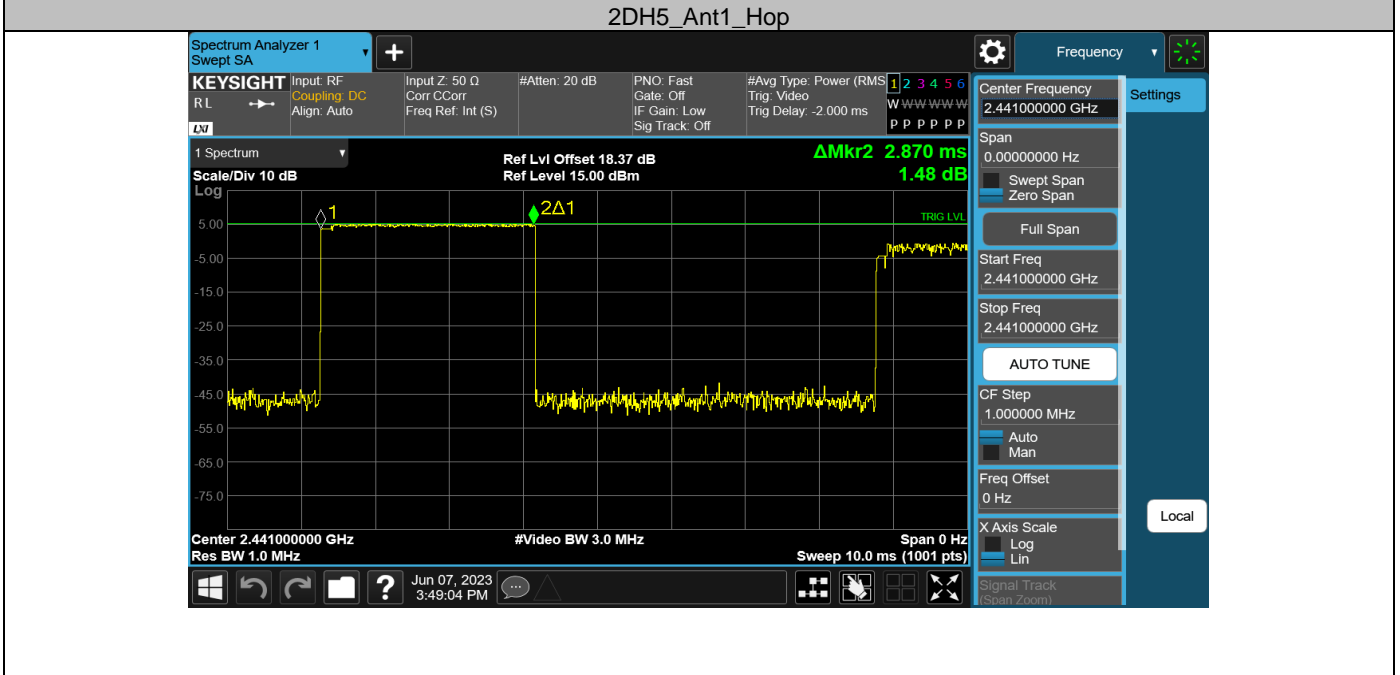 2DH5_Ant1_Hop
Spectrum Analyzer 1
Swept SA
Frequency
KEYSIGHT
R L
LXI
Input: RF
Coupling: DC
Align: Auto
Input Z: 50 Ω
Corr CCorr
Freq Ref: Int (S)
#Atten: 20 dB
PNO: Fast
Gate: Off
IF Gain: Low
Sig Track: Off
#Avg Type: Power (RMS
Trig: Video
Trig Delay: -2.000 ms
1 2 3 4 5 6
W W W W W W
P P P P P P
1 Spectrum
Scale/Div 10 dB
Log
Ref Lvl Offset 18.37 dB
Ref Level 15.00 dBm
ΔMkr2 2.870 ms
1.48 dB
1
2Δ1
TRIG LVL
5.00
-5.00
-15.0
-25.0
-35.0
-45.0
-55.0
-65.0
-75.0
Center 2.441000000 GHz
Res BW 1.0 MHz
#Video BW 3.0 MHz
Span 0 Hz
Sweep 10.0 ms (1001 pts)
Center Frequency
2.441000000 GHz
Settings
Span
0.00000000 Hz
Swept Span
Zero Span
Full Span
Start Freq
2.441000000 GHz
Stop Freq
2.441000000 GHz
AUTO TUNE
CF Step
1.000000 MHz
Auto
Man
Freq Offset
0 Hz
X Axis Scale
Log
Lin
Signal Track
(Span Zoom)
Local
?
Jun 07, 2023
3:49:04 PM